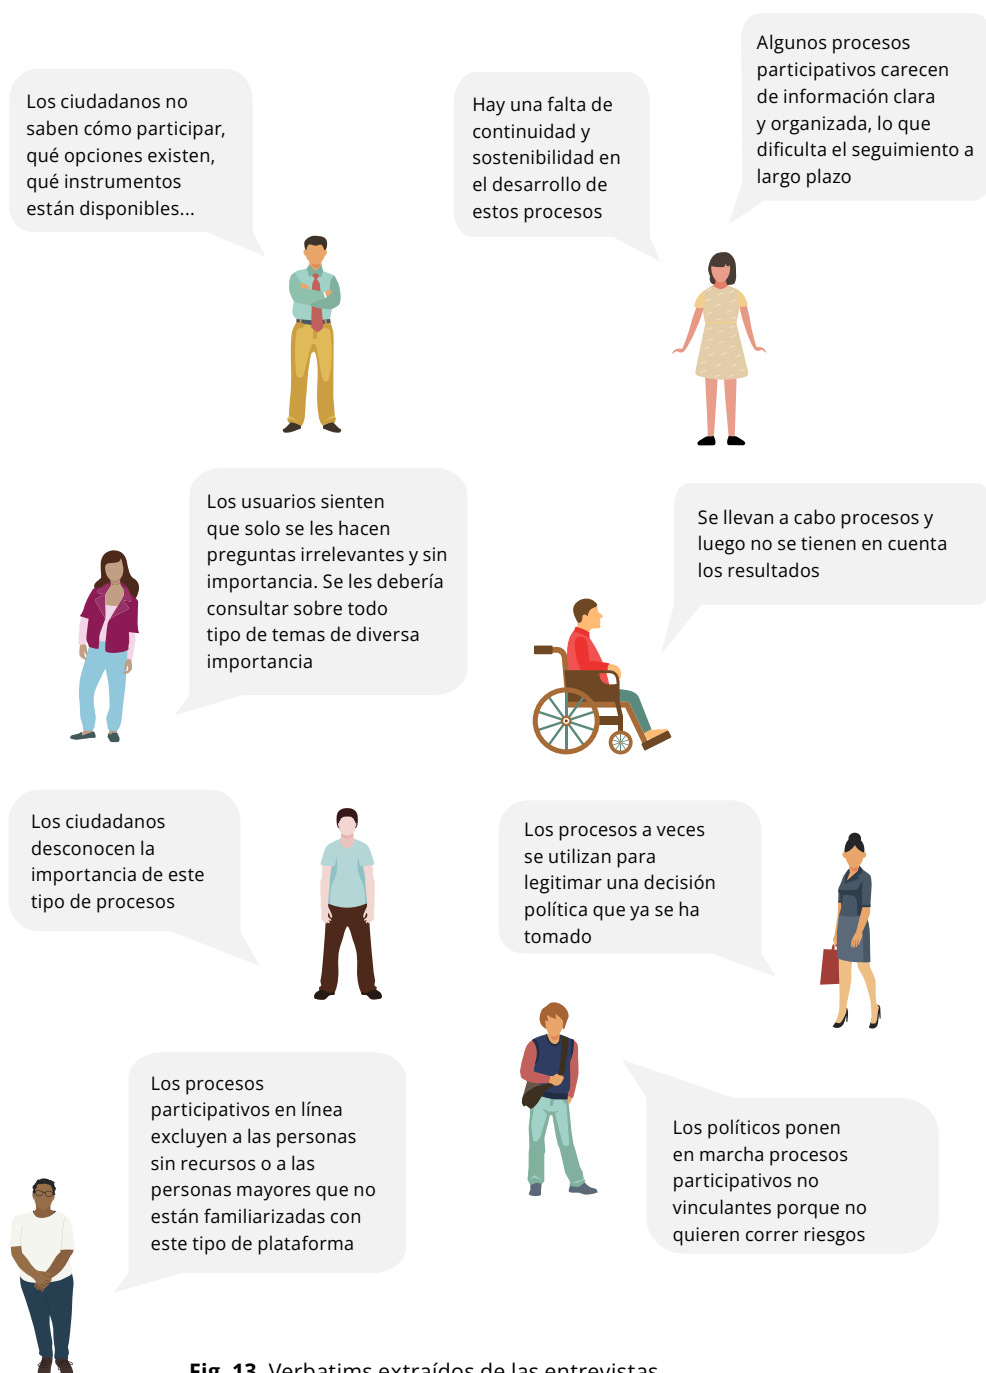 Los ciudadanos no
saben cómo participar,
qué opciones existen,
qué instrumentos
están disponibles...
Hay una falta de
continuidad y
sostenibilidad en
el desarrollo de
estos procesos
Algunos procesos
participativos carecen
de información clara
y organizada, lo que
dificulta el seguimiento a
largo plazo
Los usuarios sienten
que solo se les hacen
preguntas irrelevantes y sin
importancia. Se les debería
consultar sobre todo
tipo de temas de diversa
importancia
Se llevan a cabo procesos y
luego no se tienen en cuenta
los resultados
Los ciudadanos
desconocen la
importancia de este
tipo de procesos
Los procesos a veces
se utilizan para
legitimar una decisión
política que ya se ha
tomado
Los procesos
participativos en línea
excluyen a las personas
sin recursos o a las
personas mayores que no
están familiarizadas con
este tipo de plataforma
Los políticos ponen
en marcha procesos
participativos no
vinculantes porque no
quieren correr riesgos
Fig. 13. Verbatims extraídos de las entrevistas